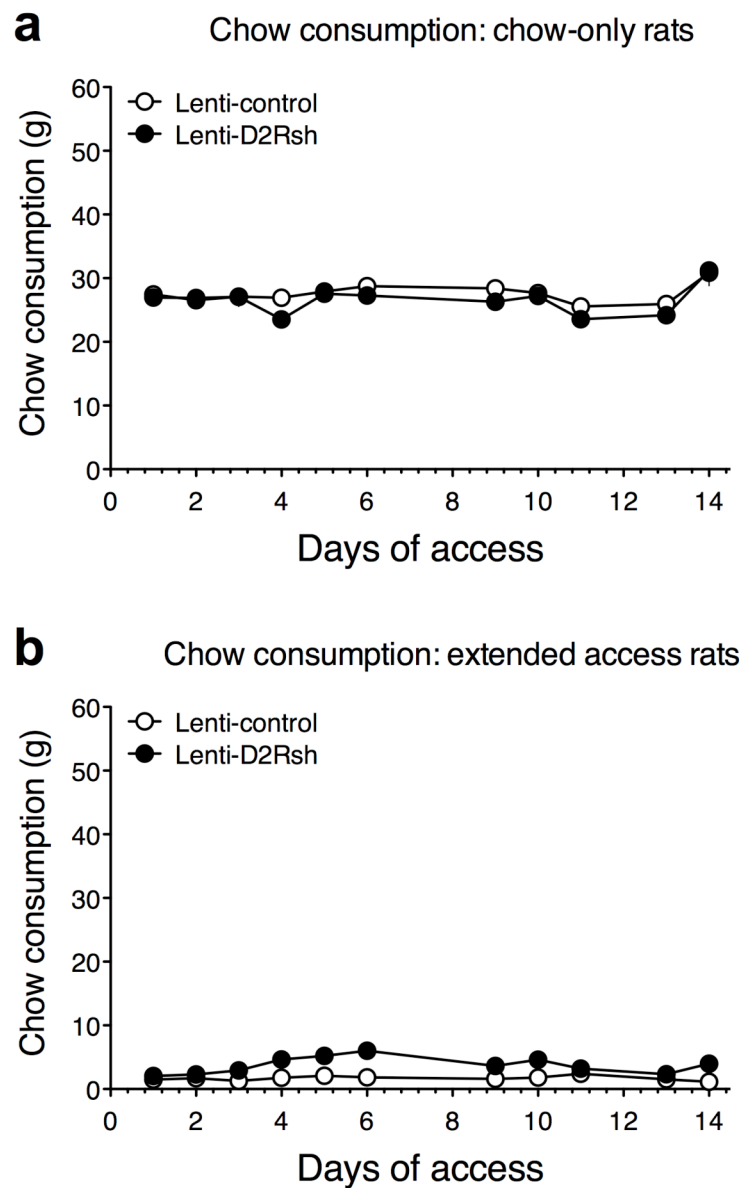 a
Chow consumption: chow-only rats
60
50
40
30
20
10
0
Chow consumption (g)
Lenti-control
Lenti-D2Rsh
0 2 4 6 8 10 12 14
Days of access
b
Chow consumption: extended access rats
60
50
40
30
20
10
0
Chow consumption (g)
Lenti-control
Lenti-D2Rsh
0 2 4 6 8 10 12 14
Days of access